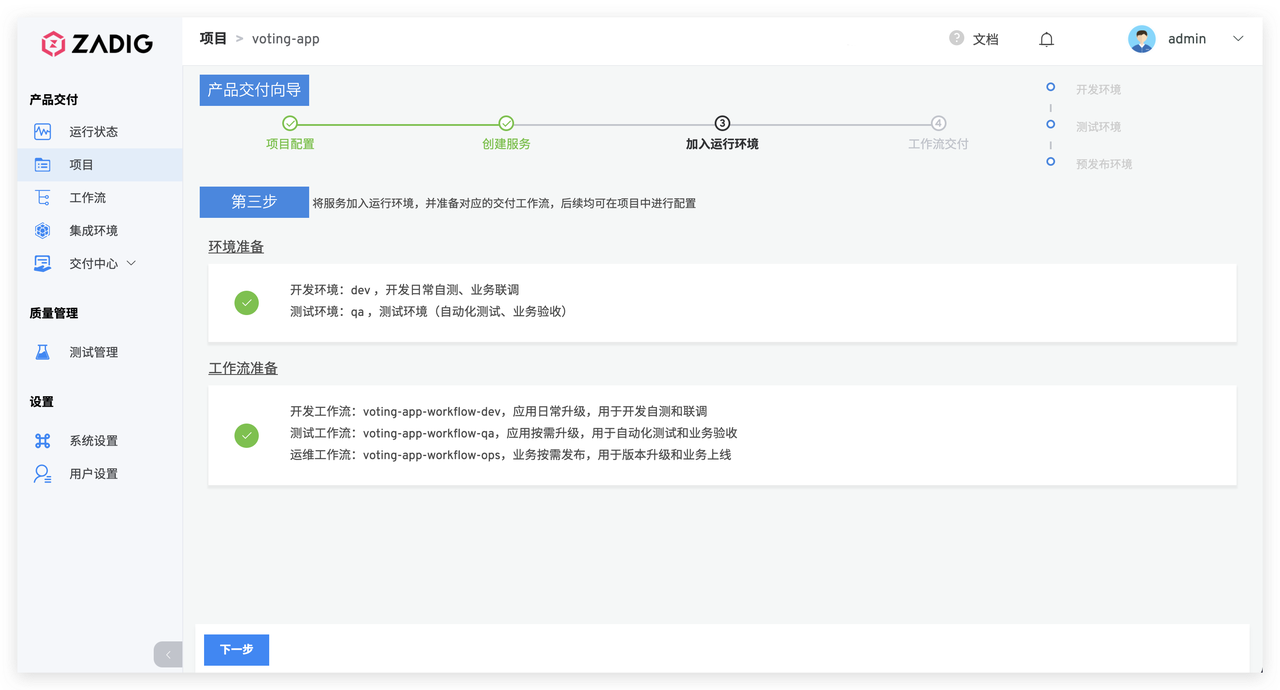 ZADIG
项目 > voting-app
文档
admin
产品交付
运行状态
项目
工作流
集成环境
交付中心
质量管理
测试管理
设置
系统设置
用户设置
产品交付向导
项目配置
创建服务
3
加入运行环境
4
工作流交付
开发环境
测试环境
预发布环境
第三步 将服务加入运行环境，并准备对应的交付工作流，后续均可在项目中进行配置
环境准备
开发环境：dev ，开发日常自测、业务联调
测试环境：qa ，测试环境（自动化测试、业务验收）
工作流准备
开发工作流：voting-app-workflow-dev，应用日常升级，用于开发自测和联调
测试工作流：voting-app-workflow-qa，应用按需升级，用于自动化测试和业务验收
运维工作流：voting-app-workflow-ops，业务按需发布，用于版本升级和业务上线
下一步